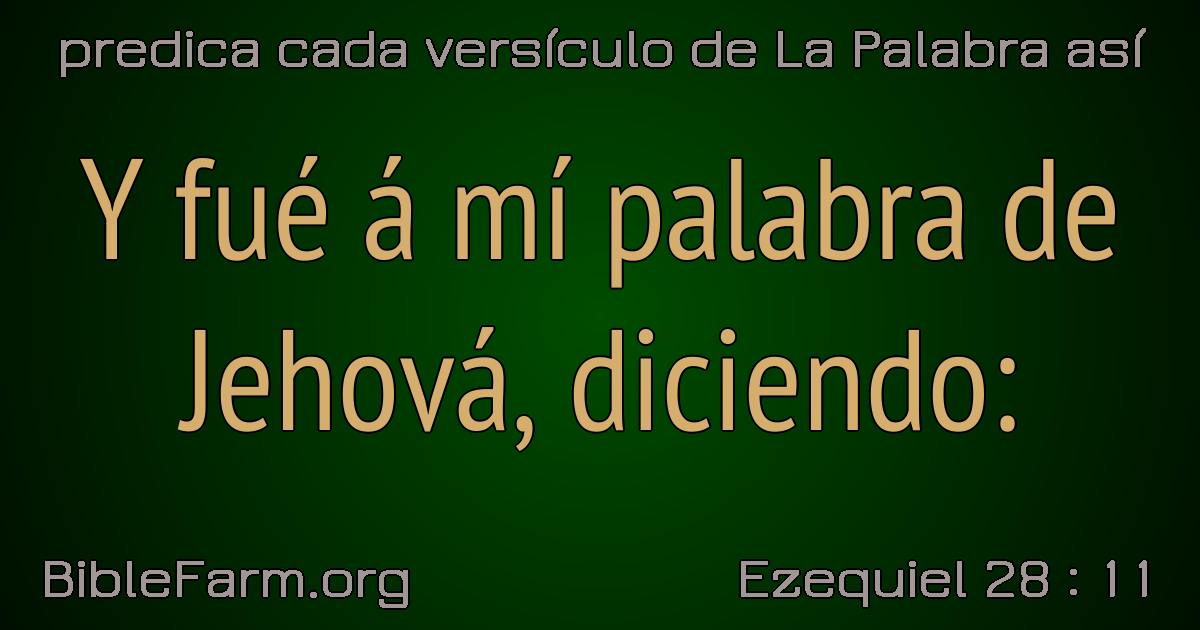 predica cada versículo de La Palabra así
Y fué á mí palabra de
Jehová, diciendo:
BibleFarm.org
Ezequiel 28 : 11